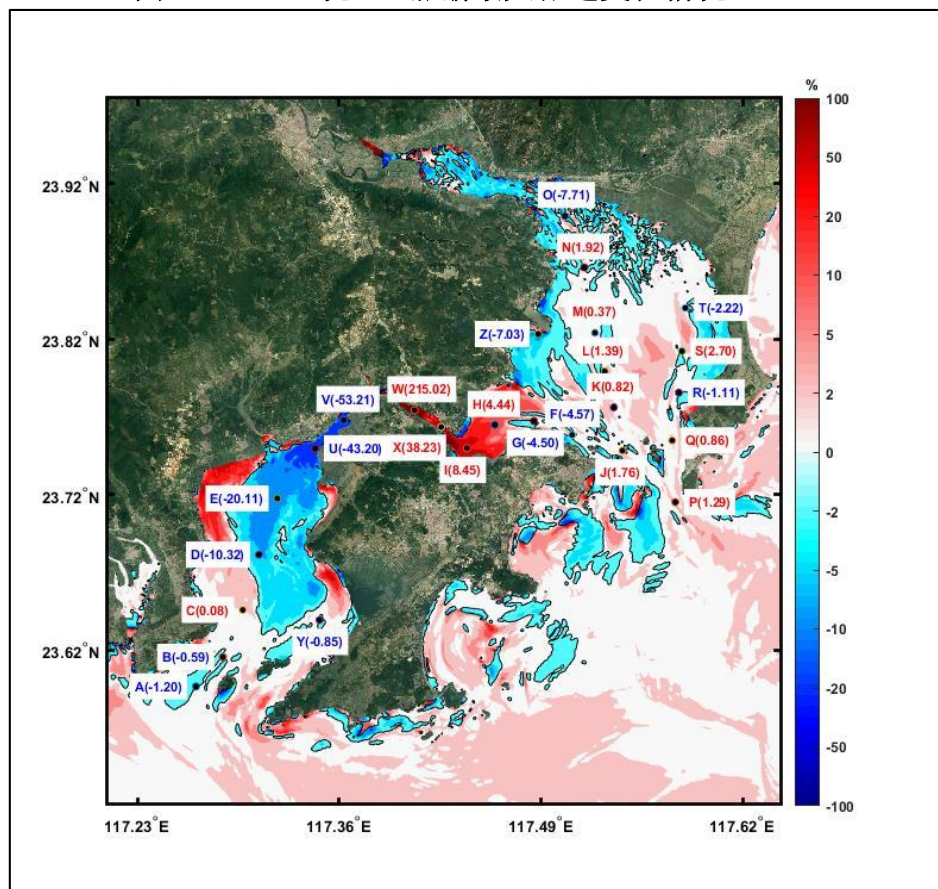 %
100
50
20
10
5
2
0
-2
-5
-10
-20
-50
-100
23.92°N
23.82°N
23.72°N
23.62°N
117.23°E
117.36°E
117.49°E
117.62°E
O(-7.71)
N(1.92)
T(-2.22)
M(0.37)
Z(-7.03)
L(1.39)
S(2.70)
K(0.82)
W(215.02)
R(-1.11)
V(-53.21)
H(4.44)
F(-4.57)
U(-43.20)
X(38.23)
G(-4.50)
Q(0.86)
I(8.45)
J(1.76)
E(-20.11)
P(1.29)
D(-10.32)
C(0.08)
Y(-0.85)
B(-0.59)
A(-1.20)